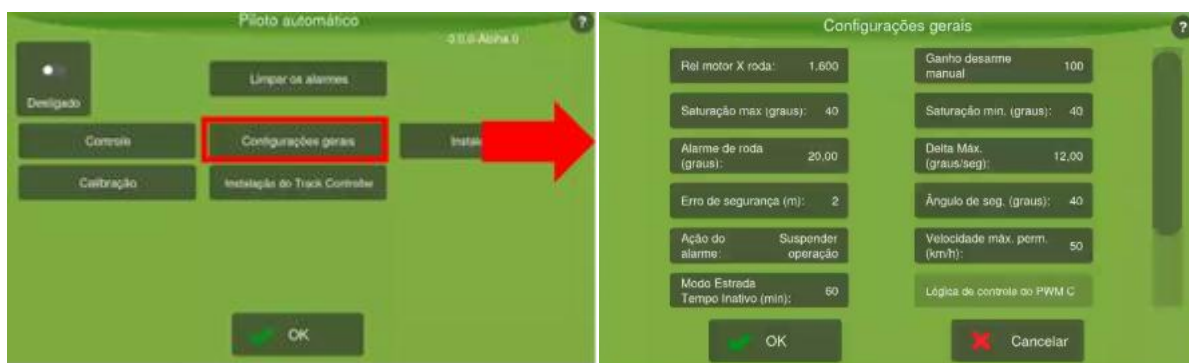 Piloto automático
?
0.0.0 Alpha 0
Desligado
Limpar os alarmes
Controle
Configurações gerais
Calibração
Instalação do Track Controller
OK
Configurações gerais
?
Rel motor X roda: 1,600
Ganho desarme
manual 100
Saturação max (graus): 40
Saturação min. (graus): 40
Alarme de roda
(graus): 20,00
Delta Máx.
(graus/seg): 12,00
Erro de segurança (m): 2
Ângulo de seg. (graus): 40
Ação do Suspender
alarme: operação
Velocidade máx. perm.
(km/h): 50
Modo Estrada
Tempo Inativo (min): 60
Lógica de controle do PWM C
OK
Cancelar